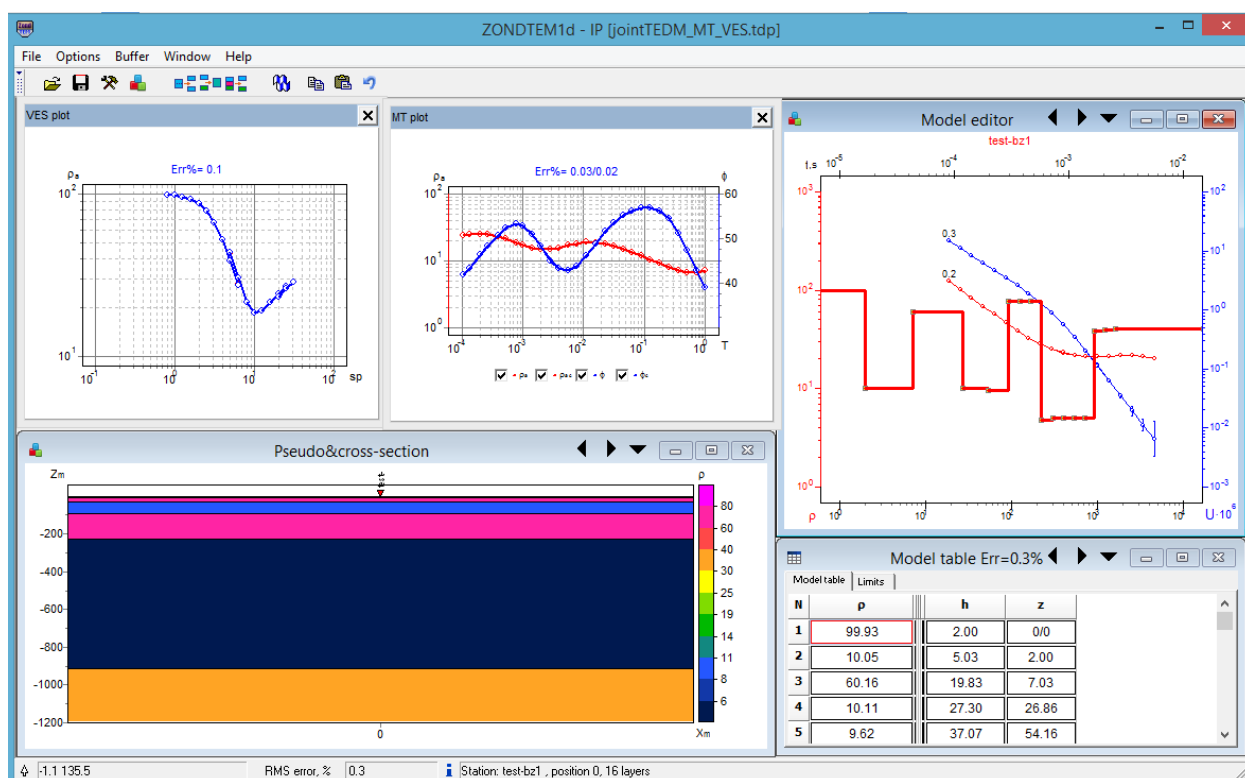 ZONDTEM1d - IP [jointTEDM_MT_VES.tdp]
File Options Buffer Window Help
VES plot
Err%= 0.1
ρa
10²
10¹
10⁻¹ 10⁰ 10¹ 10² sp
MT plot
Err%= 0.03/0.02
ρa ϕ
10² 60
50
10¹
40
10⁰
T
10⁻⁴ 10⁻³ 10⁻² 10⁻¹ 10⁰
ρa ρac ϕ ϕc
Model editor
test-bz1
t.s 10⁻⁵ 10⁻⁴ 10⁻³ 10⁻²
10³ 10²
0.3
10¹
0.2
10² 10⁰
10⁻¹
10¹
10⁻²
10⁰ 10⁻³
ρ 10⁰ 10¹ 10² 10³ 10⁴ U·10⁶
Pseudo&cross-section
Zm ρ
80
-200 60
40
-400 30
25
-600 19
14
-800 11
8
-1000 6
-1200
0 Xm
Model table Err=0.3%
Model table Limits
N ρ h z
1 99.93 2.00 0/0
2 10.05 5.03 2.00
3 60.16 19.83 7.03
4 10.11 27.30 26.86
5 9.62 37.07 54.16
-1.1 135.5 RMS error, % 0.3 Station: test-bz1 , position 0, 16 layers